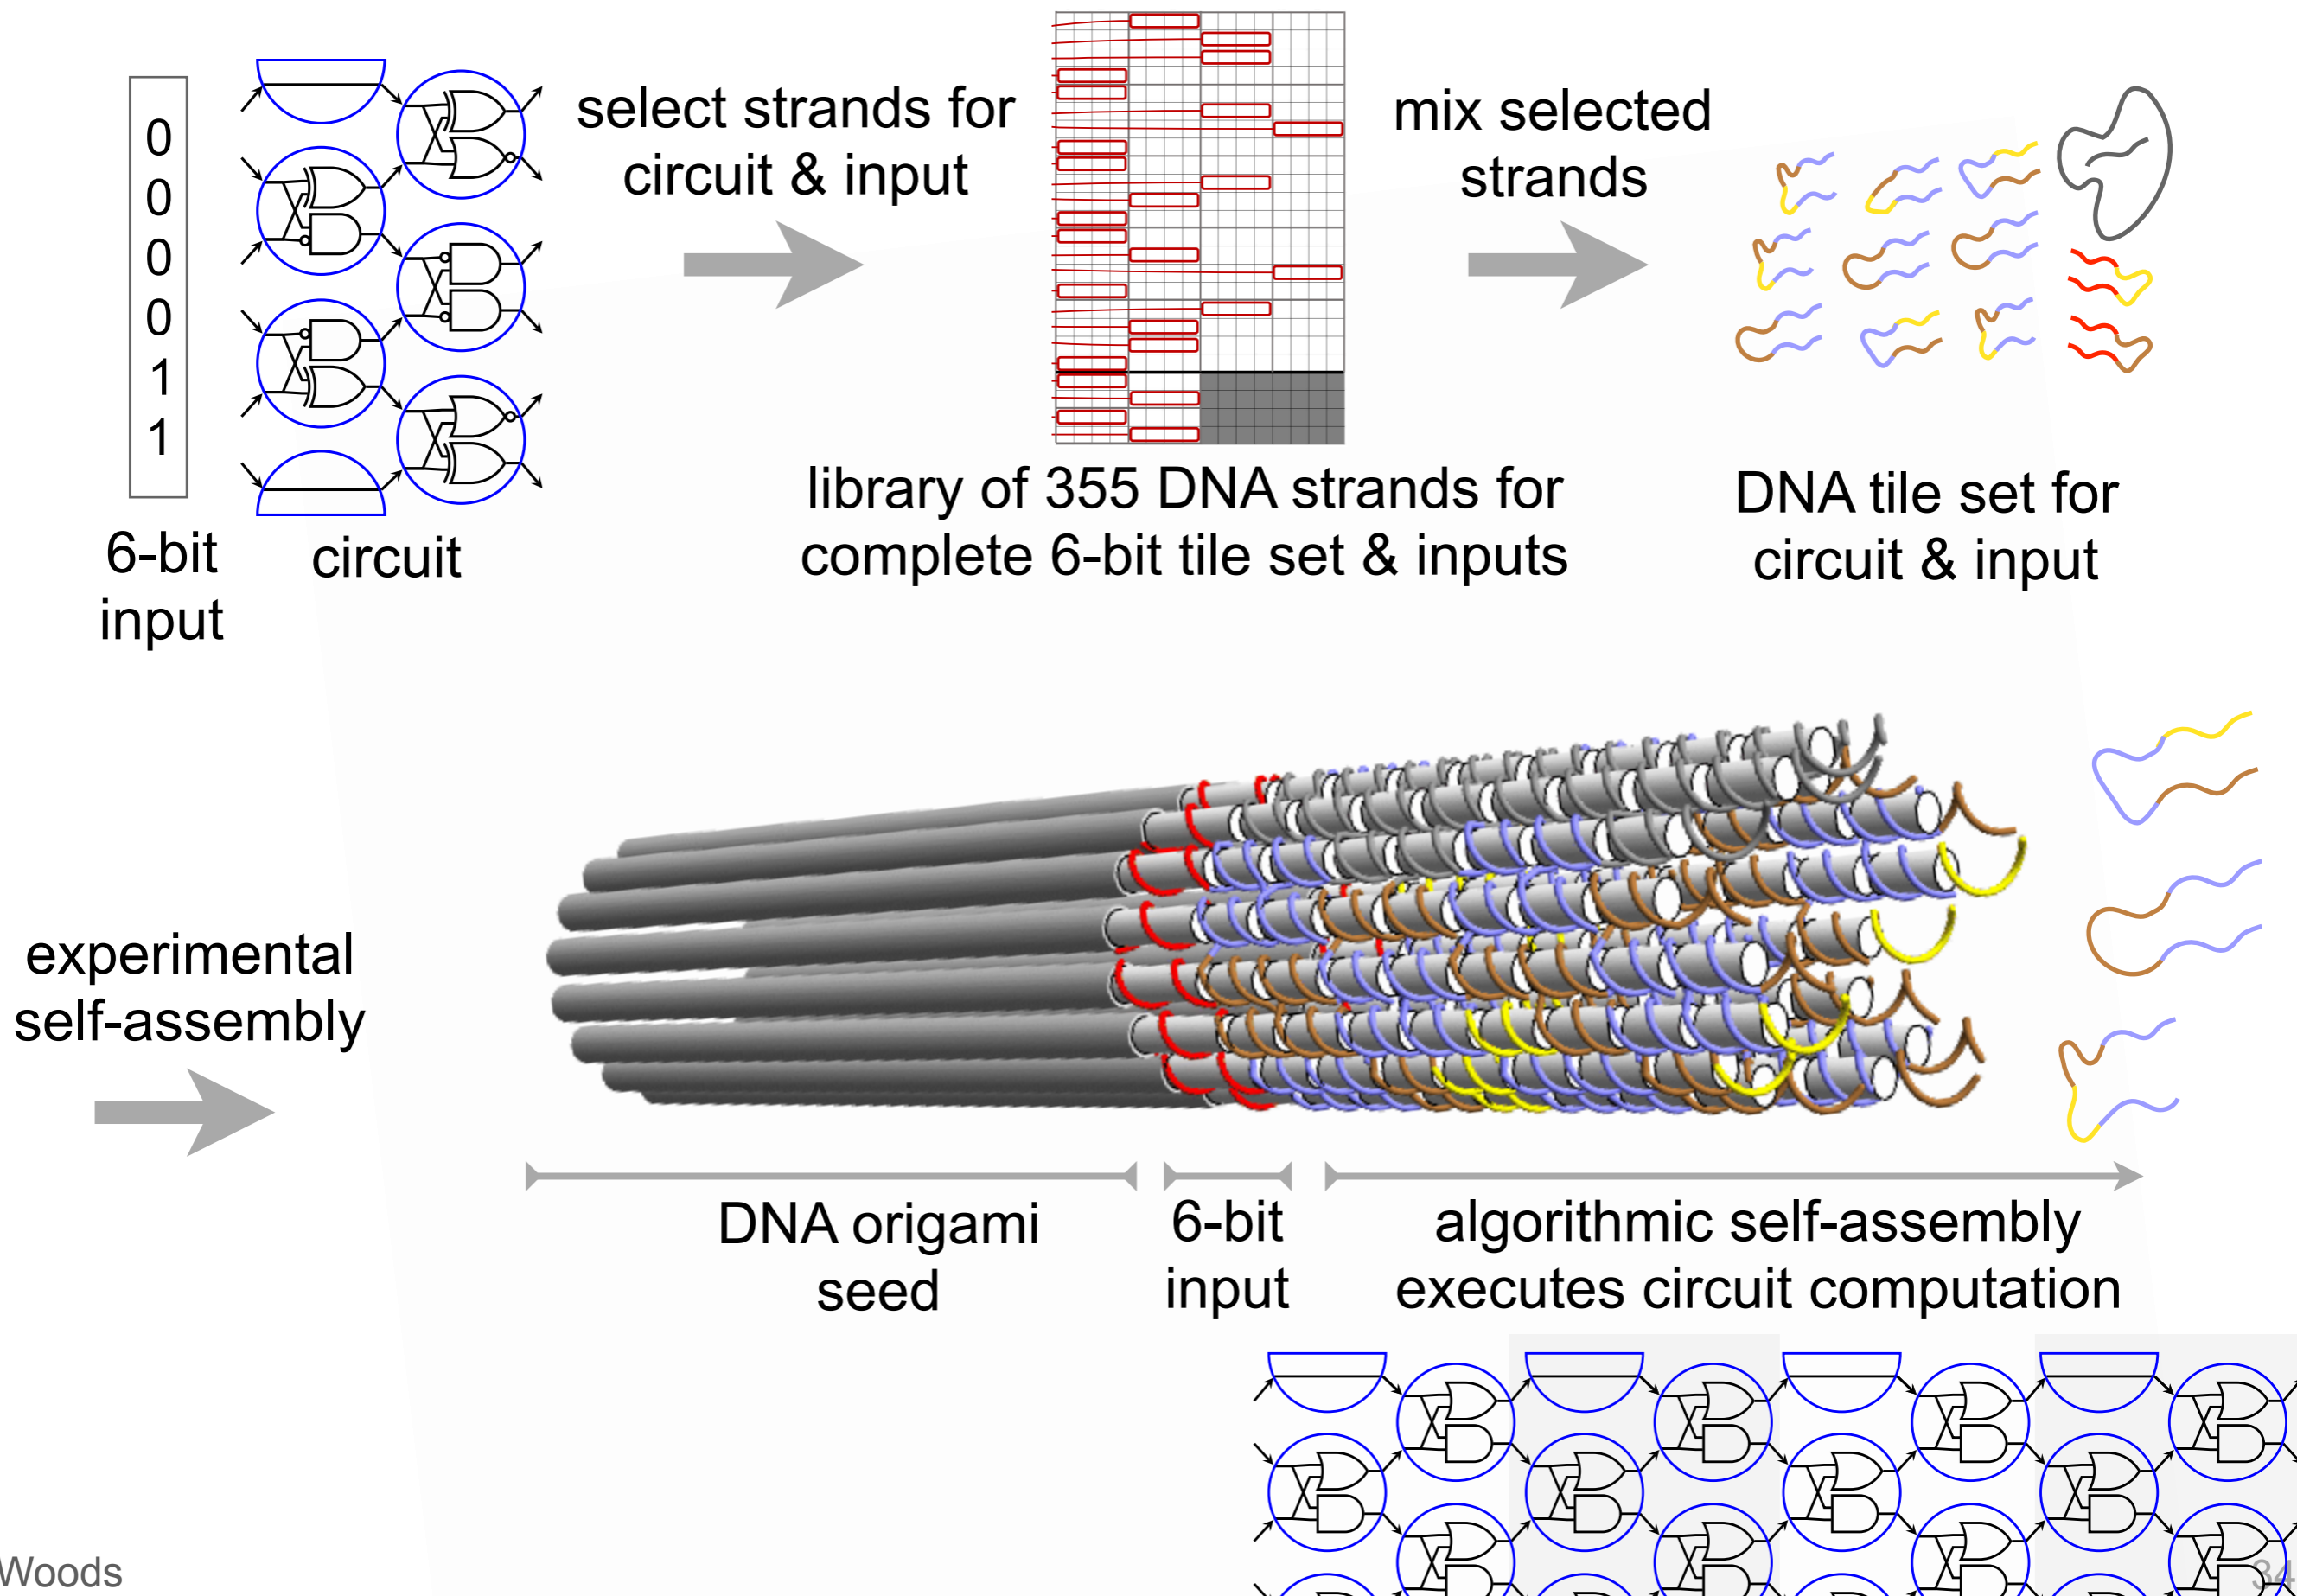 0
0
0
0
1
1
6-bit
input
circuit
select strands for
circuit & input
library of 355 DNA strands for
complete 6-bit tile set & inputs
mix selected
strands
DNA tile set for
circuit & input
experimental
self-assembly
DNA origami
seed
6-bit
input
algorithmic self-assembly
executes circuit computation
Woods
34